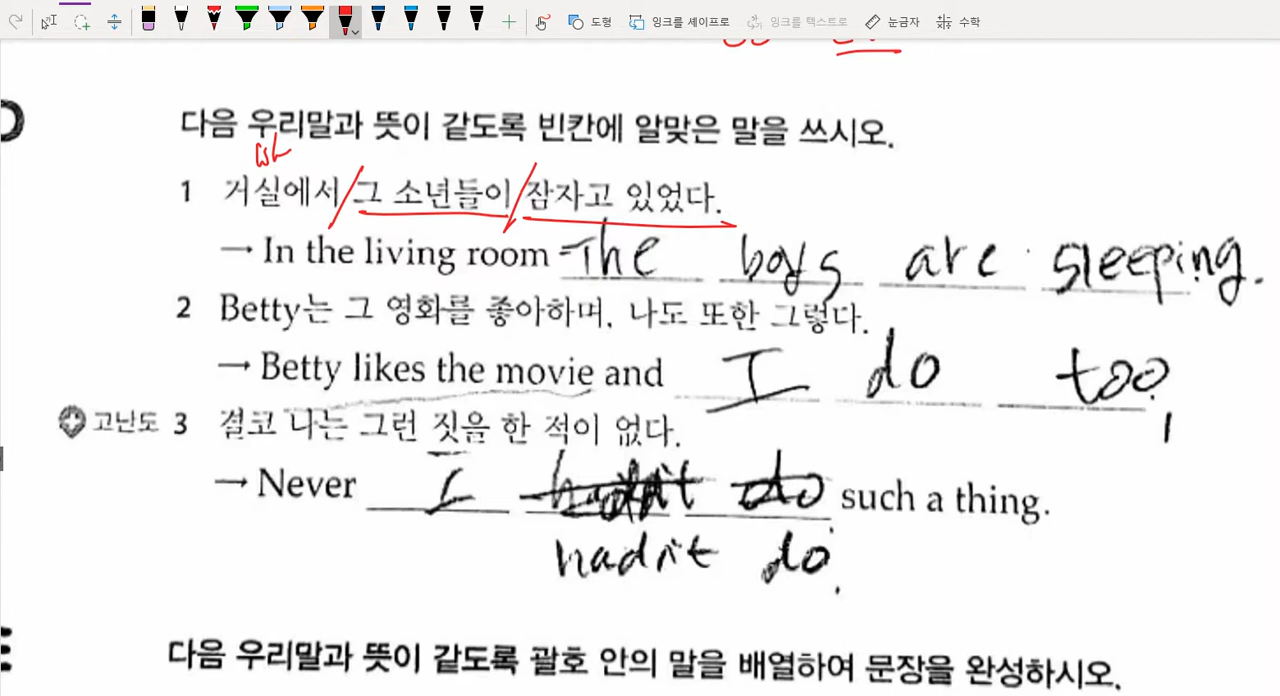 도형 잉크를 셰이프로 잉크를 텍스트로 눈금자 수학
다음 우리말과 뜻이 같도록 빈칸에 알맞은 말을 쓰시오.
1 거실에서 / 그 소년들이 / 잠자고 있었다.
→ In the living room The boys are sleeping.
2 Betty는 그 영화를 좋아하며, 나도 또한 그렇다.
→ Betty likes the movie and I do too.
고난도 3 결코 나는 그런 짓을 한 적이 없다.
→ Never I do such a thing.
do.
다음 우리말과 뜻이 같도록 괄호 안의 말을 배열하여 문장을 완성하시오.